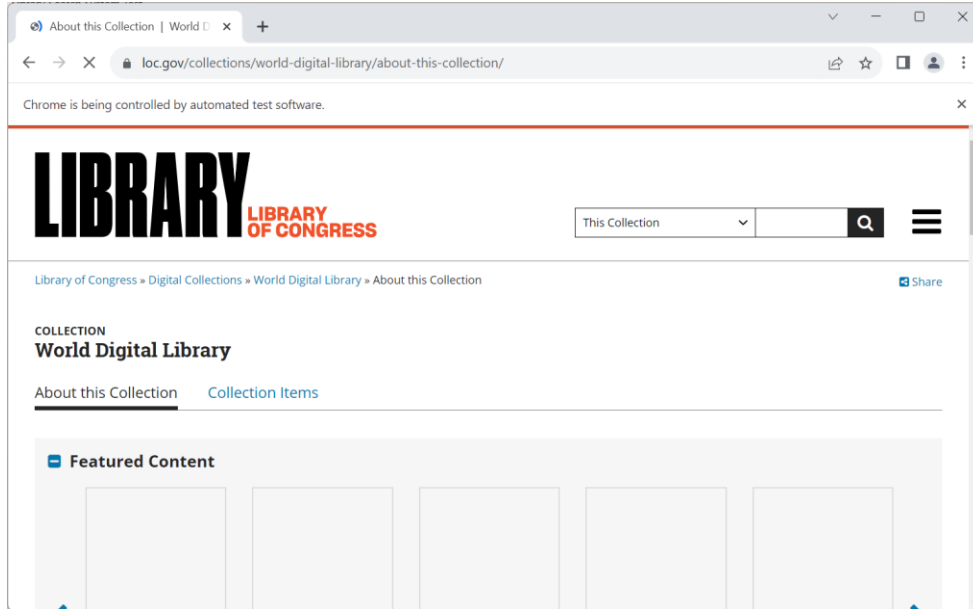 About this Collection | World D
loc.gov/collections/world-digital-library/about-this-collection/
Chrome is being controlled by automated test software.
LIBRARY
LIBRARY
OF CONGRESS
This Collection
Library of Congress » Digital Collections » World Digital Library » About this Collection
Share
COLLECTION
World Digital Library
About this Collection
Collection Items
Featured Content